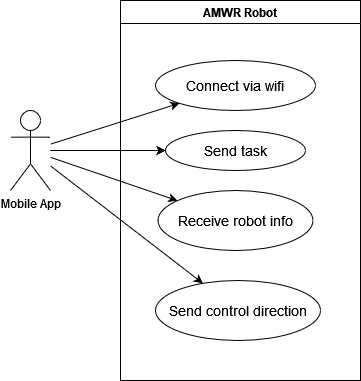 AMWR Robot
Connect via wifi
Send task
Mobile App
Receive robot info
Send control direction